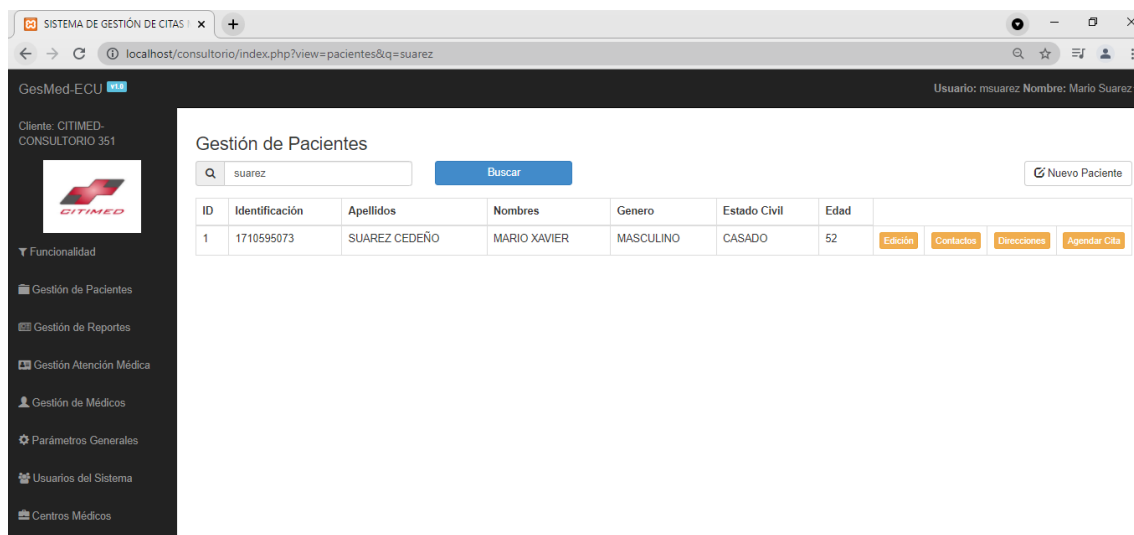 SISTEMA DE GESTIÓN DE CITAS
localhost/consultorio/index.php?view=pacientes&q=suarez
GesMed-ECU v1.0
Usuario: msuarez Nombre: Mario Suarez
Cliente: CITIMED-
CONSULTORIO 351
CITIMED
Funcionalidad
Gestión de Pacientes
Gestión de Reportes
Gestión Atención Médica
Gestión de Médicos
Parámetros Generales
Usuarios del Sistema
Centros Médicos
Gestión de Pacientes
suarez Buscar Nuevo Paciente
ID Identificación Apellidos Nombres Genero Estado Civil Edad
1 1710595073 SUAREZ CEDEÑO MARIO XAVIER MASCULINO CASADO 52 Edición Contactos Direcciones Agendar Cita